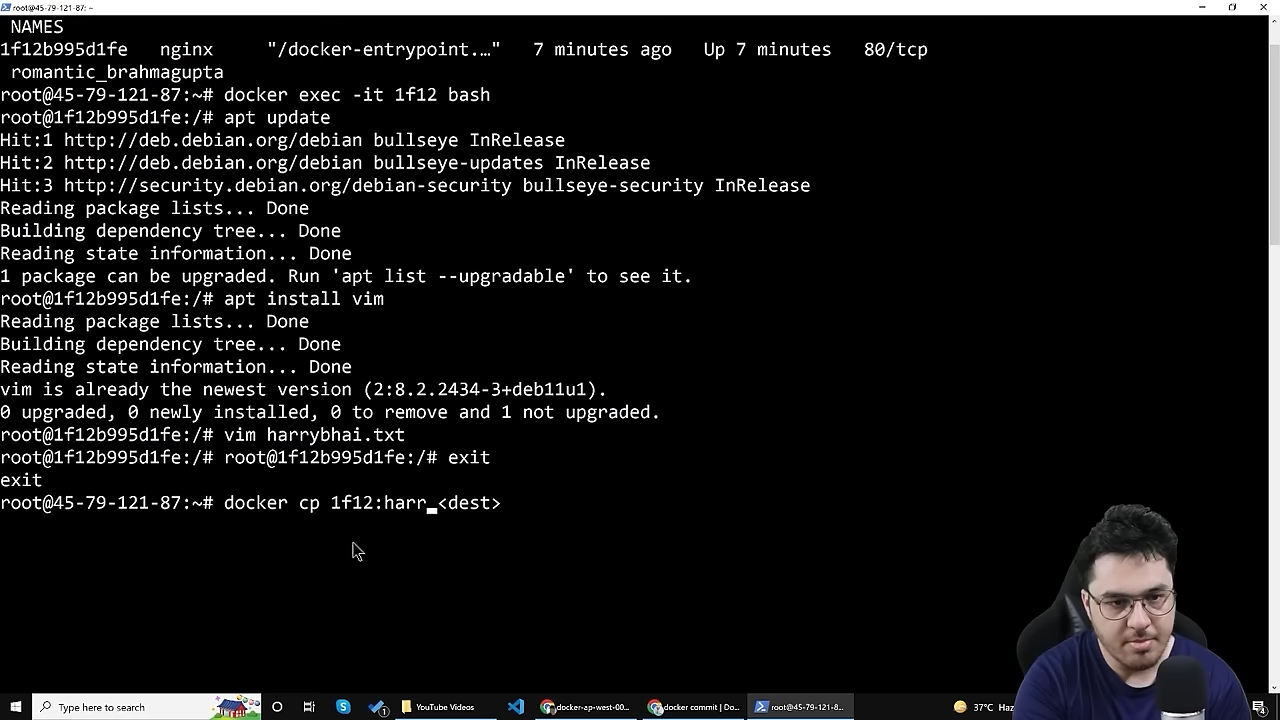 root@45-79-121-87: ~
NAMES
1f12b995d1fe nginx "/docker-entrypoint.…" 7 minutes ago Up 7 minutes 80/tcp
romantic_brahmagupta
root@45-79-121-87:~# docker exec -it 1f12 bash
root@1f12b995d1fe:/# apt update
Hit:1 http://deb.debian.org/debian bullseye InRelease
Hit:2 http://deb.debian.org/debian bullseye-updates InRelease
Hit:3 http://security.debian.org/debian-security bullseye-security InRelease
Reading package lists... Done
Building dependency tree... Done
Reading state information... Done
1 package can be upgraded. Run 'apt list --upgradable' to see it.
root@1f12b995d1fe:/# apt install vim
Reading package lists... Done
Building dependency tree... Done
Reading state information... Done
vim is already the newest version (2:8.2.2434-3+deb11u1).
0 upgraded, 0 newly installed, 0 to remove and 1 not upgraded.
root@1f12b995d1fe:/# vim harrybhai.txt
root@1f12b995d1fe:/# root@1f12b995d1fe:/# exit
exit
root@45-79-121-87:~# docker cp 1f12:harr_<dest>
Type here to search YouTube Videos docker-ap-west-00... docker commit | Do... root@45-79-121-8... 37°C Haz